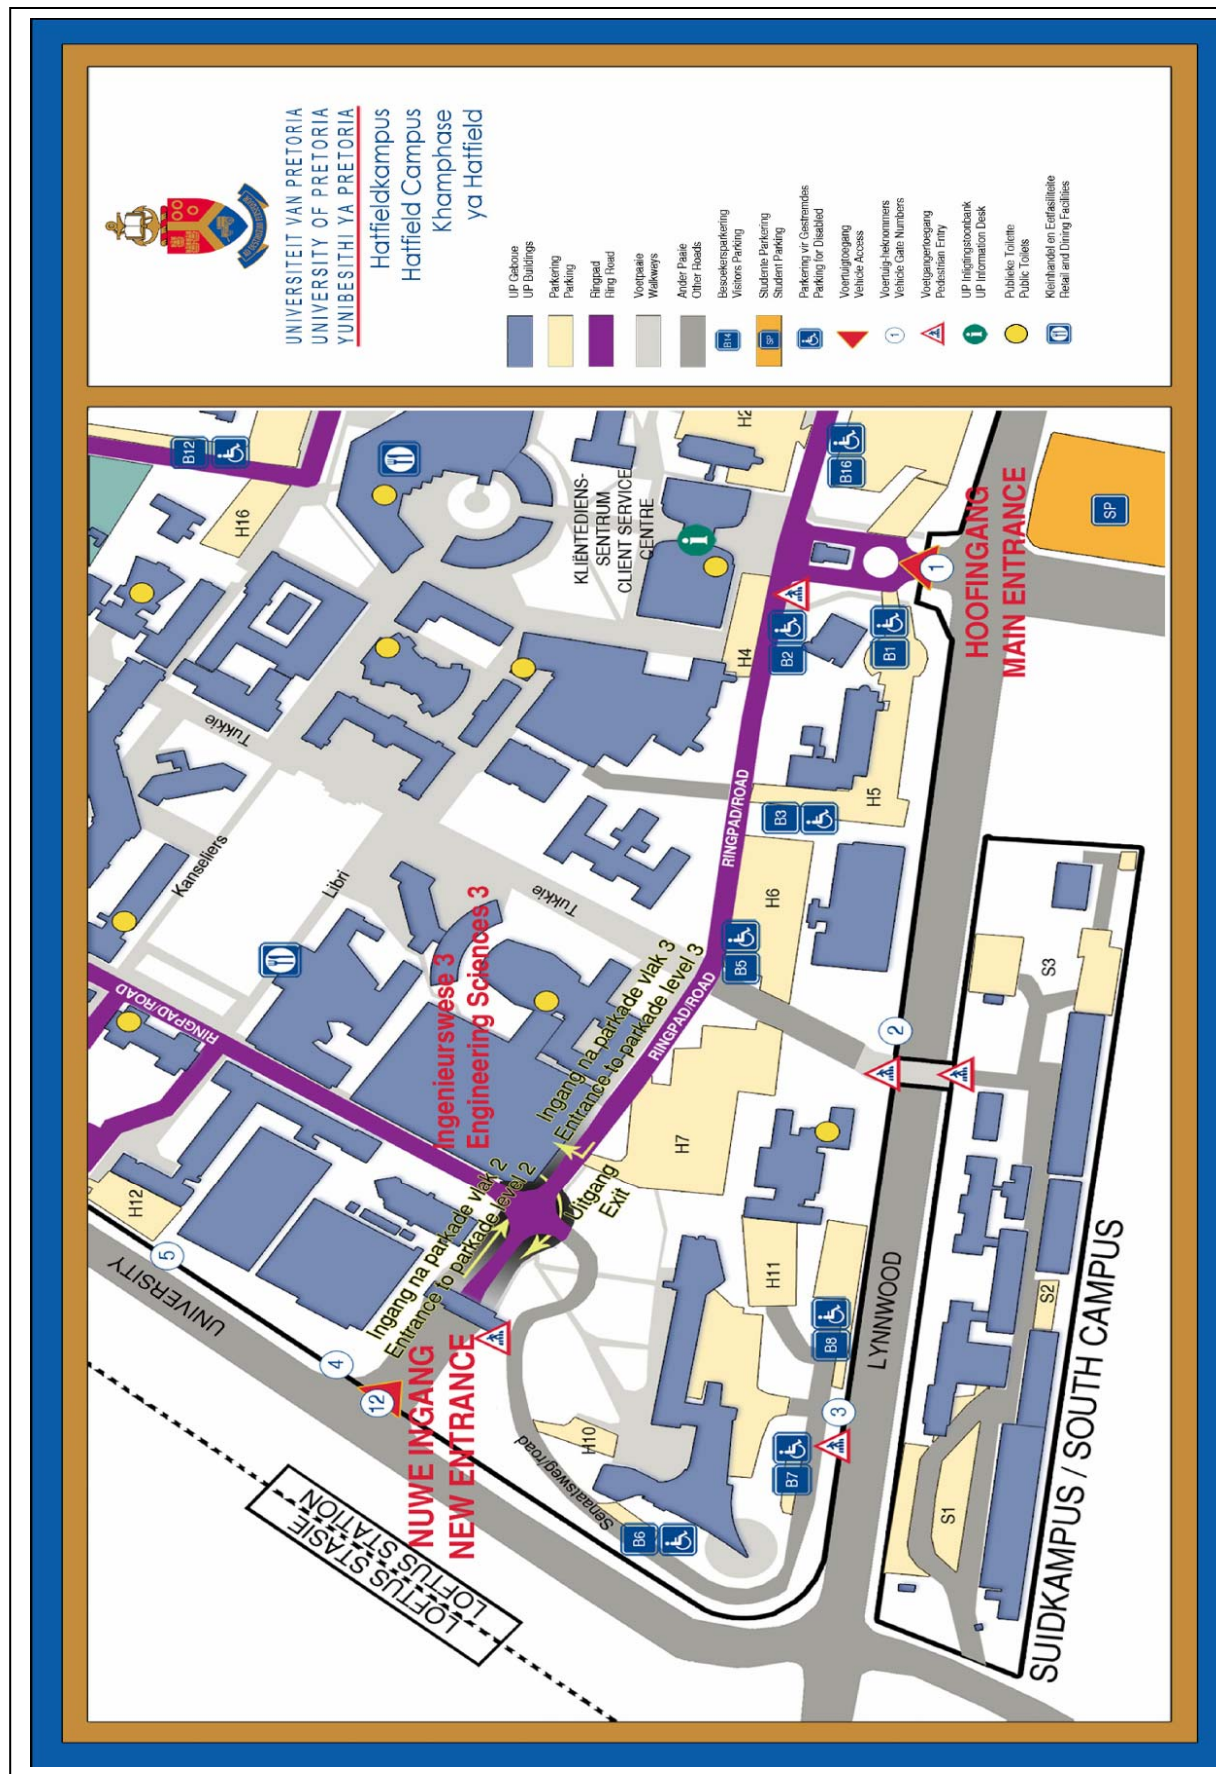 UNIVERSITEIT VAN PRETORIA
UNIVERSITY OF PRETORIA
YUNIBESITHI YA PRETORIA
Hatfieldkampus
Hatfield Campus
Khamphase
ya Hatfield
UP Geboue
UP Buildings
Parkering
Parking
Ringpad
Ring Road
Voetpaaie
Walkways
Ander Paaie
Other Roads
B14
Besoekersparkering
Visitors Parking
SP
Studente Parkering
Student Parking
Parkering vir Gestremdes
Parking for Disabled
Voertuigtoegang
Vehicle Access
1
Voertuig-heknommers
Vehicle Gate Numbers
Voetgangertoegang
Pedestrian Entry
UP Inligtingstoonbank
UP Information Desk
Publieke Toilette
Public Toilets
Kleinhandel en Eetfasiliteite
Retail and Dining Facilities
B12
H16
Tukkie
Kanseliers
Libri
RINGPAD/ROAD
H12
5
UNIVERSITY
4
12
NUWE INGANG
NEW ENTRANCE
LOFTUS STASIE
LOFTUS STATION
Ingenieurswese 3
Engineering Sciences 3
Ingang na parkade vlak 2
Entrance to parkade level 2
Ingang na parkade vlak 3
Entrance to parkade level 3
Uitgang
Exit
Tukkie
RINGPAD/ROAD
RINGPAD/ROAD
KLIËNTEDIENS-
SENTRUM
CLIENT SERVICE
CENTRE
H2
H4
B2
B16
B1
1
HOOFINGANG
MAIN ENTRANCE
SP
H5
B3
H6
B5
H7
2
H11
B8
3
B7
H10
Senaatsweg/road
B6
LYNNWOOD
S3
S2
S1
SUIDKAMPUS / SOUTH CAMPUS